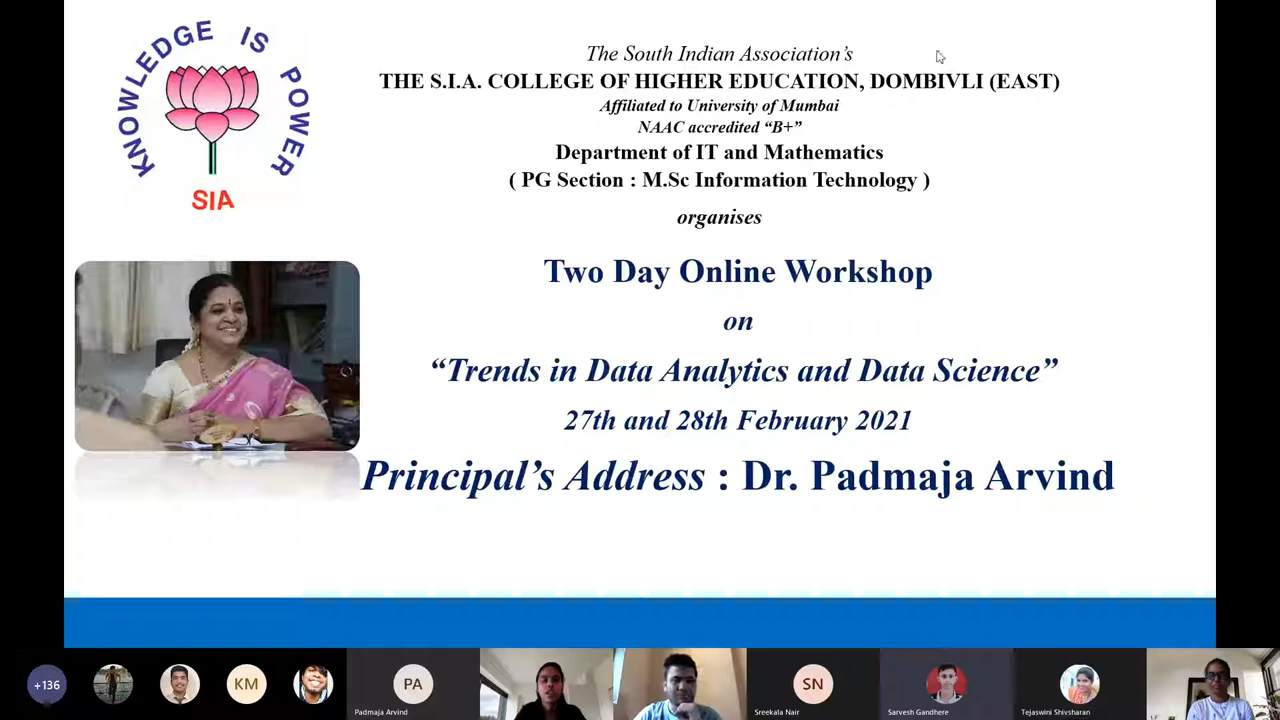 KNOWLEDGE IS POWER
SIA
The South Indian Association’s
THE S.I.A. COLLEGE OF HIGHER EDUCATION, DOMBIVLI (EAST)
Affiliated to University of Mumbai
NAAC accredited “B+”
Department of IT and Mathematics
( PG Section : M.Sc Information Technology )
organises
Two Day Online Workshop
on
“Trends in Data Analytics and Data Science”
27th and 28th February 2021
Principal’s Address : Dr. Padmaja Arvind
+136
KM
PA
Padmaja Arvind
SN
Sreekala Nair
Sarvesh Gandhere
Tejaswini Shivsharan